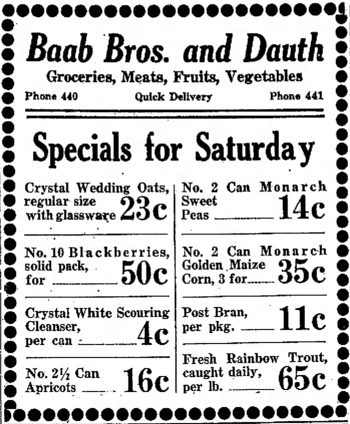 Baab Bros. and Dauth
Groceries, Meats, Fruits, Vegetables
Phone 440 Quick Delivery Phone 441
Specials for Saturday
Crystal Wedding Oats,
regular size
with glassware 23c
No. 10 Blackberries,
solid pack,
for 50c
Crystal White Scouring
Cleanser,
per can 4c
No. 2½ Can
Apricots 16c
No. 2 Can Monarch
Sweet
Peas 14c
No. 2 Can Monarch
Golden Maize
Corn, 3 for 35c
Post Bran,
per pkg. 11c
Fresh Rainbow Trout,
caught daily,
per lb. 65c